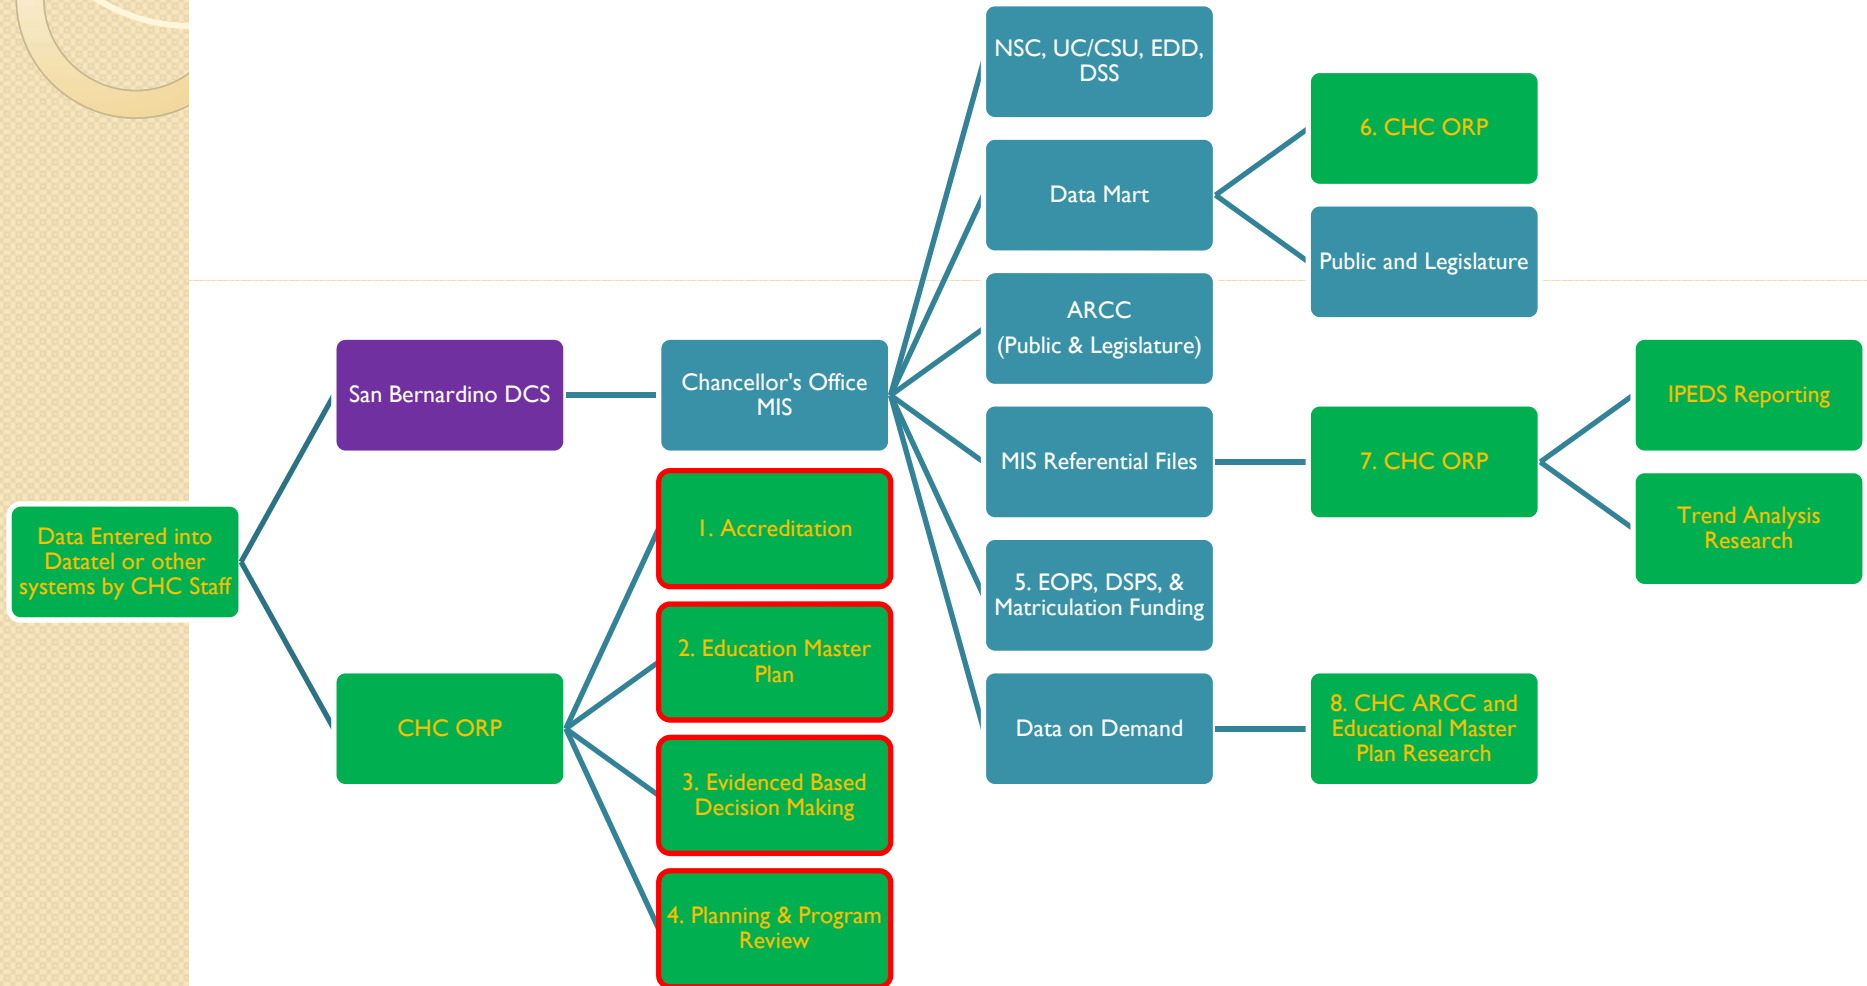 Data Entered into
Datatel or other
systems by CHC Staff
San Bernardino DCS
CHC ORP
Chancellor's Office
MIS
1. Accreditation
2. Education Master
Plan
3. Evidenced Based
Decision Making
4. Planning & Program
Review
NSC, UC/CSU, EDD,
DSS
Data Mart
ARCC
(Public & Legislature)
MIS Referential Files
5. EOPS, DSPS, &
Matriculation Funding
Data on Demand
6. CHC ORP
Public and Legislature
7. CHC ORP
8. CHC ARCC and
Educational Master
Plan Research
IPEDS Reporting
Trend Analysis
Research